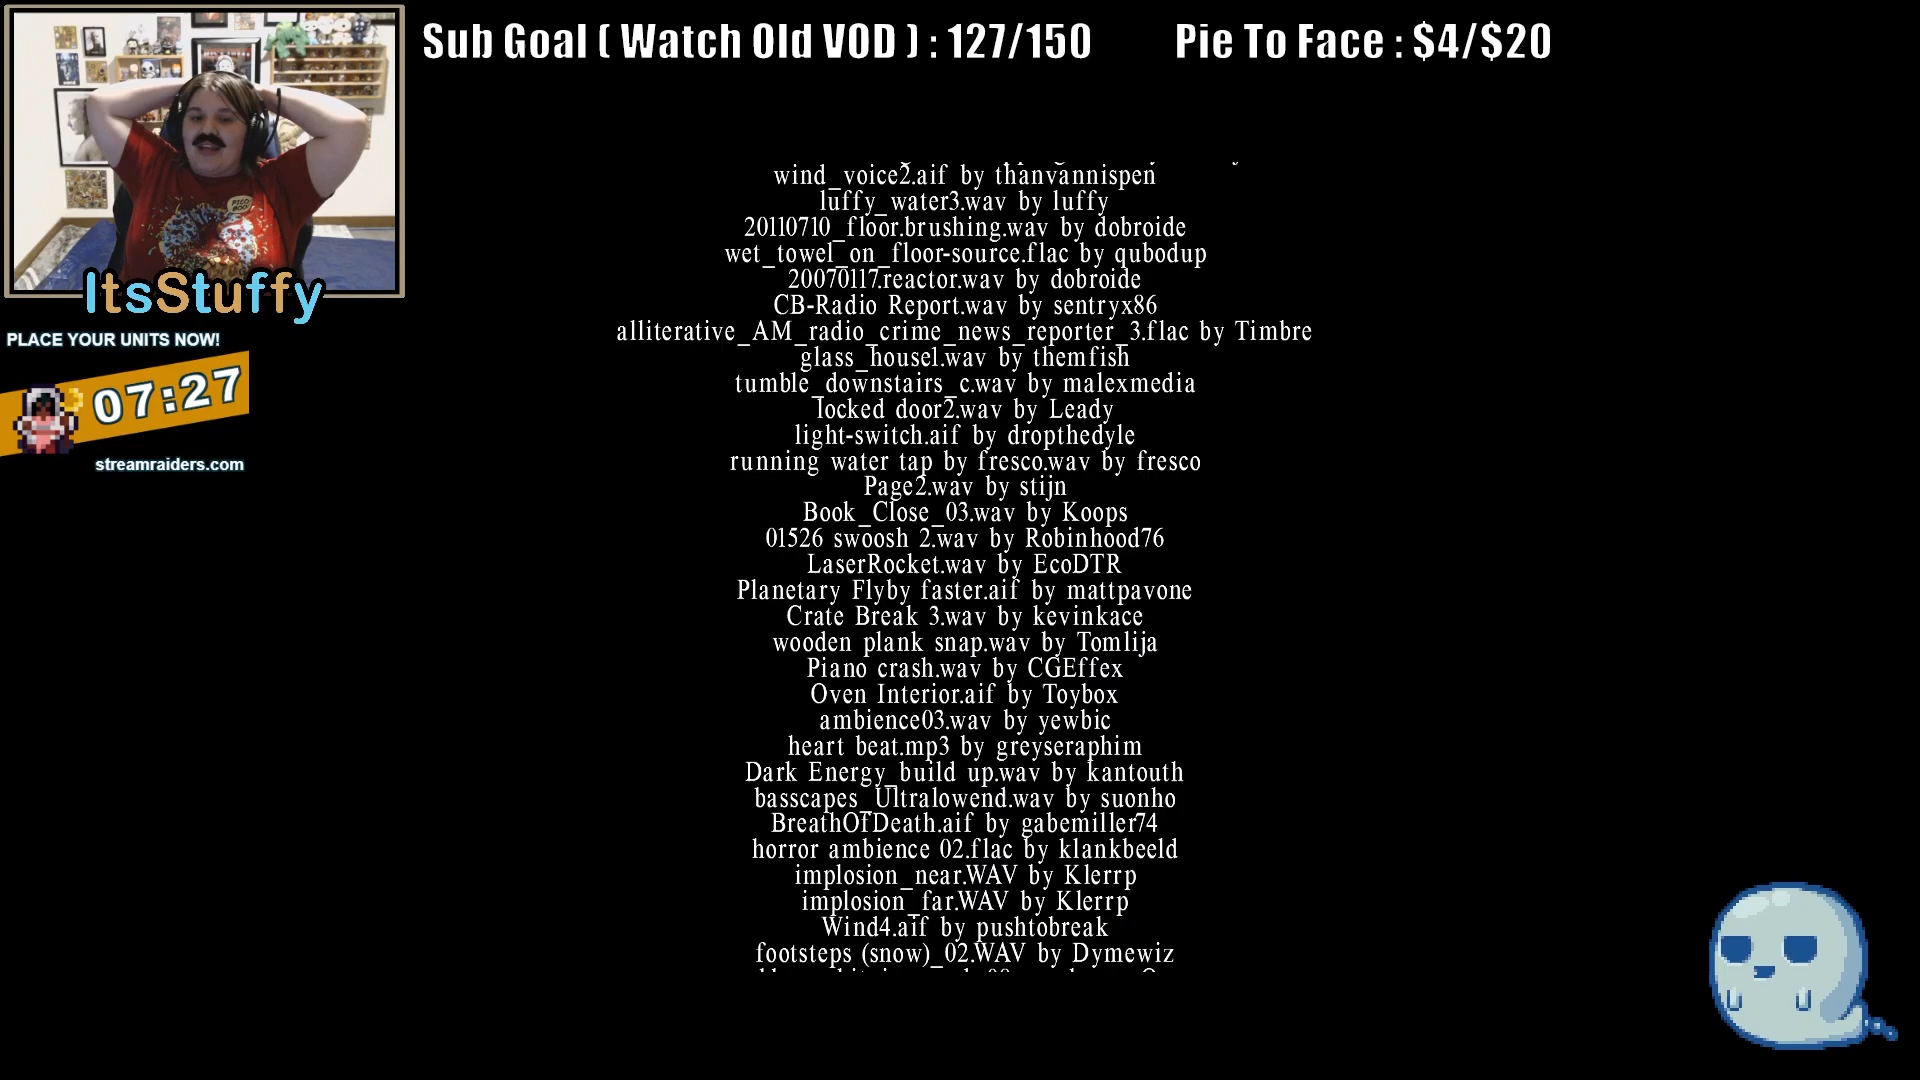 Sub Goal ( Watch Old VOD ) : 127/150
Pie To Face : $4/$20
PICO-
BOO!
ItsStuffy
PLACE YOUR UNITS NOW!
07:27
streamraiders.com
wind_voice2.aif by thanvannispen
luffy_water3.wav by luffy
20110710_floor.brushing.wav by dobroide
wet_towel_on_floor-source.flac by qubodup
20070117.reactor.wav by dobroide
CB-Radio Report.wav by sentryx86
alliterative_AM_radio_crime_news_reporter_3.flac by Timbre
glass_house1.wav by themfish
tumble_downstairs_c.wav by malexmedia
locked door2.wav by Leady
light-switch.aif by dropthedyle
running water tap by fresco.wav by fresco
Page2.wav by stijn
Book_Close_03.wav by Koops
01526 swoosh 2.wav by Robinhood76
LaserRocket.wav by EcoDTR
Planetary Flyby faster.aif by mattpavone
Crate Break 3.wav by kevinkace
wooden plank snap.wav by Tomlija
Piano crash.wav by CGEffex
Oven Interior.aif by Toybox
ambience03.wav by yewbic
heart beat.mp3 by greyseraphim
Dark Energy_build up.wav by kantouth
basscapes_Ultralowend.wav by suonho
BreathOfDeath.aif by gabemiller74
horror ambience 02.flac by klankbeeld
implosion_near.WAV by Klerrp
implosion_far.WAV by Klerrp
Wind4.aif by pushtobreak
footsteps (snow)_02.WAV by Dymewiz